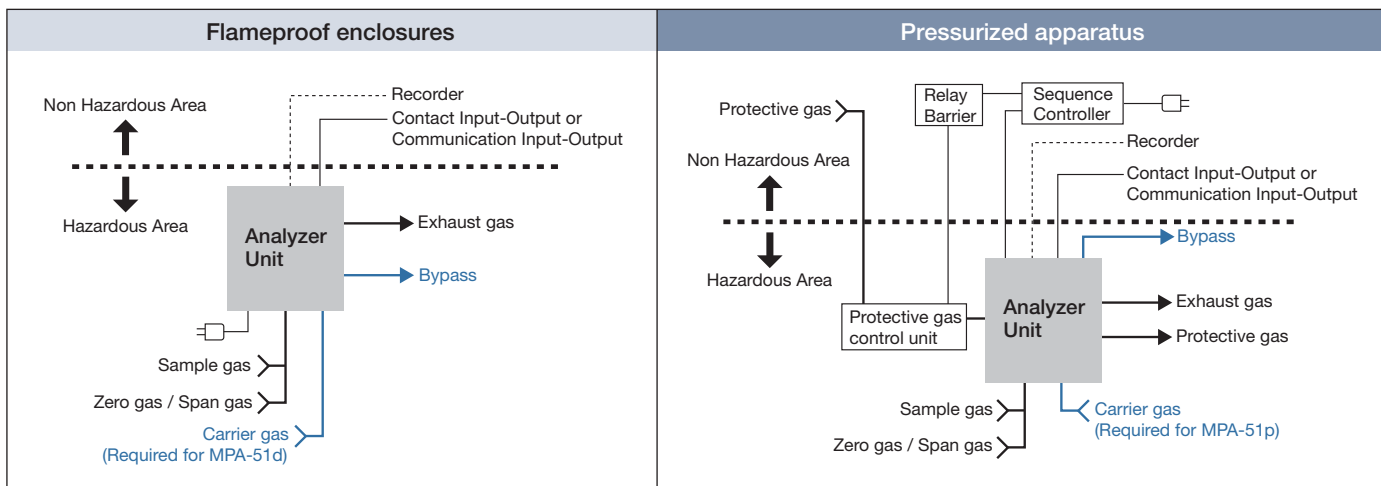 Flameproof enclosures
Non Hazardous Area
Hazardous Area
Recorder
Contact Input-Output or
Communication Input-Output
Analyzer
Unit
Exhaust gas
Bypass
Sample gas
Zero gas / Span gas
Carrier gas
(Required for MPA-51d)
Pressurized apparatus
Protective gas
Relay
Barrier
Sequence
Controller
Non Hazardous Area
Hazardous Area
Recorder
Contact Input-Output or
Communication Input-Output
Bypass
Protective gas
control unit
Analyzer
Unit
Exhaust gas
Protective gas
Sample gas
Zero gas / Span gas
Carrier gas
(Required for MPA-51p)